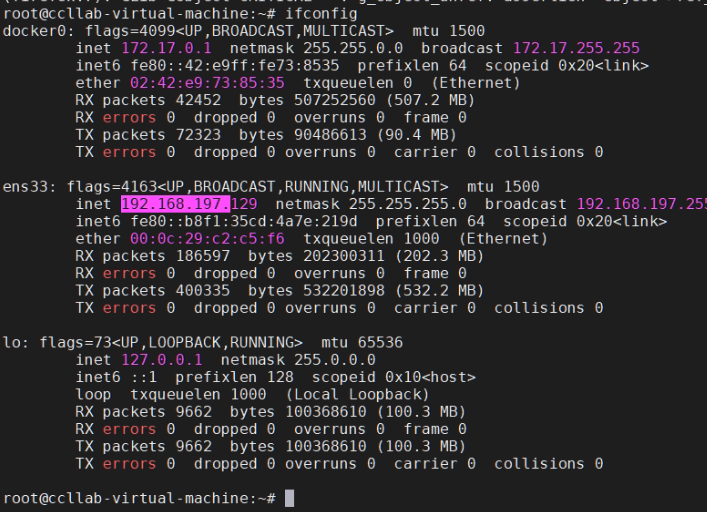 root@ccllab-virtual-machine:~# ifconfig
docker0: flags=4099<UP,BROADCAST,MULTICAST>  mtu 1500
        inet 172.17.0.1  netmask 255.255.0.0  broadcast 172.17.255.255
        inet6 fe80::42:e9ff:fe73:8535  prefixlen 64  scopeid 0x20<link>
        ether 02:42:e9:73:85:35  txqueuelen 0  (Ethernet)
        RX packets 42452  bytes 507252560 (507.2 MB)
        RX errors 0  dropped 0  overruns 0  frame 0
        TX packets 72323  bytes 90486613 (90.4 MB)
        TX errors 0  dropped 0 overruns 0  carrier 0  collisions 0

ens33: flags=4163<UP,BROADCAST,RUNNING,MULTICAST>  mtu 1500
        inet 192.168.197.129  netmask 255.255.255.0  broadcast 192.168.197.255
        inet6 fe80::b8f1:35cd:4a7e:219d  prefixlen 64  scopeid 0x20<link>
        ether 00:0c:29:c2:c5:f6  txqueuelen 1000  (Ethernet)
        RX packets 186597  bytes 202300311 (202.3 MB)
        RX errors 0  dropped 0  overruns 0  frame 0
        TX packets 400335  bytes 532201898 (532.2 MB)
        TX errors 0  dropped 0 overruns 0  carrier 0  collisions 0

lo: flags=73<UP,LOOPBACK,RUNNING>  mtu 65536
        inet 127.0.0.1  netmask 255.0.0.0
        inet6 ::1  prefixlen 128  scopeid 0x10<host>
        loop  txqueuelen 1000  (Local Loopback)
        RX packets 9662  bytes 100368610 (100.3 MB)
        RX errors 0  dropped 0  overruns 0  frame 0
        TX packets 9662  bytes 100368610 (100.3 MB)
        TX errors 0  dropped 0 overruns 0  carrier 0  collisions 0

root@ccllab-virtual-machine:~#